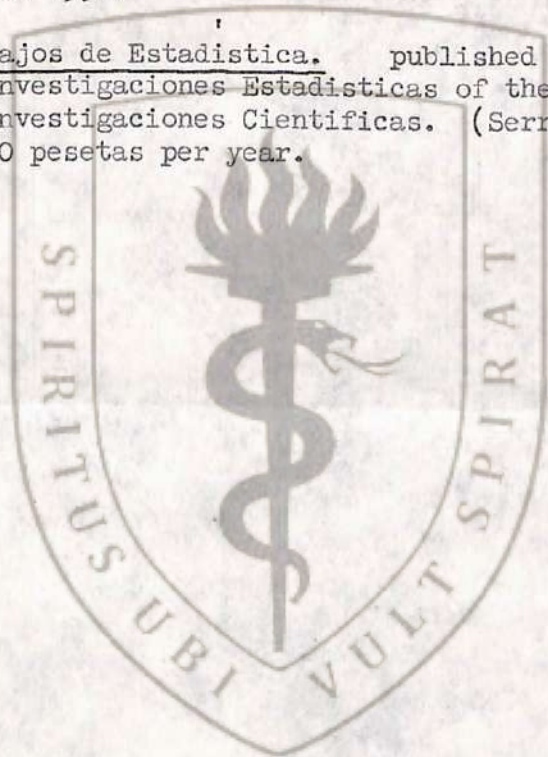 ajos de Estadistica. published
nvestigaciones Estadisticas of the
nvestigaciones Cientificas. (Serr
0 pesetas per year.
SPIRITUS UBI VULT SPIRAT